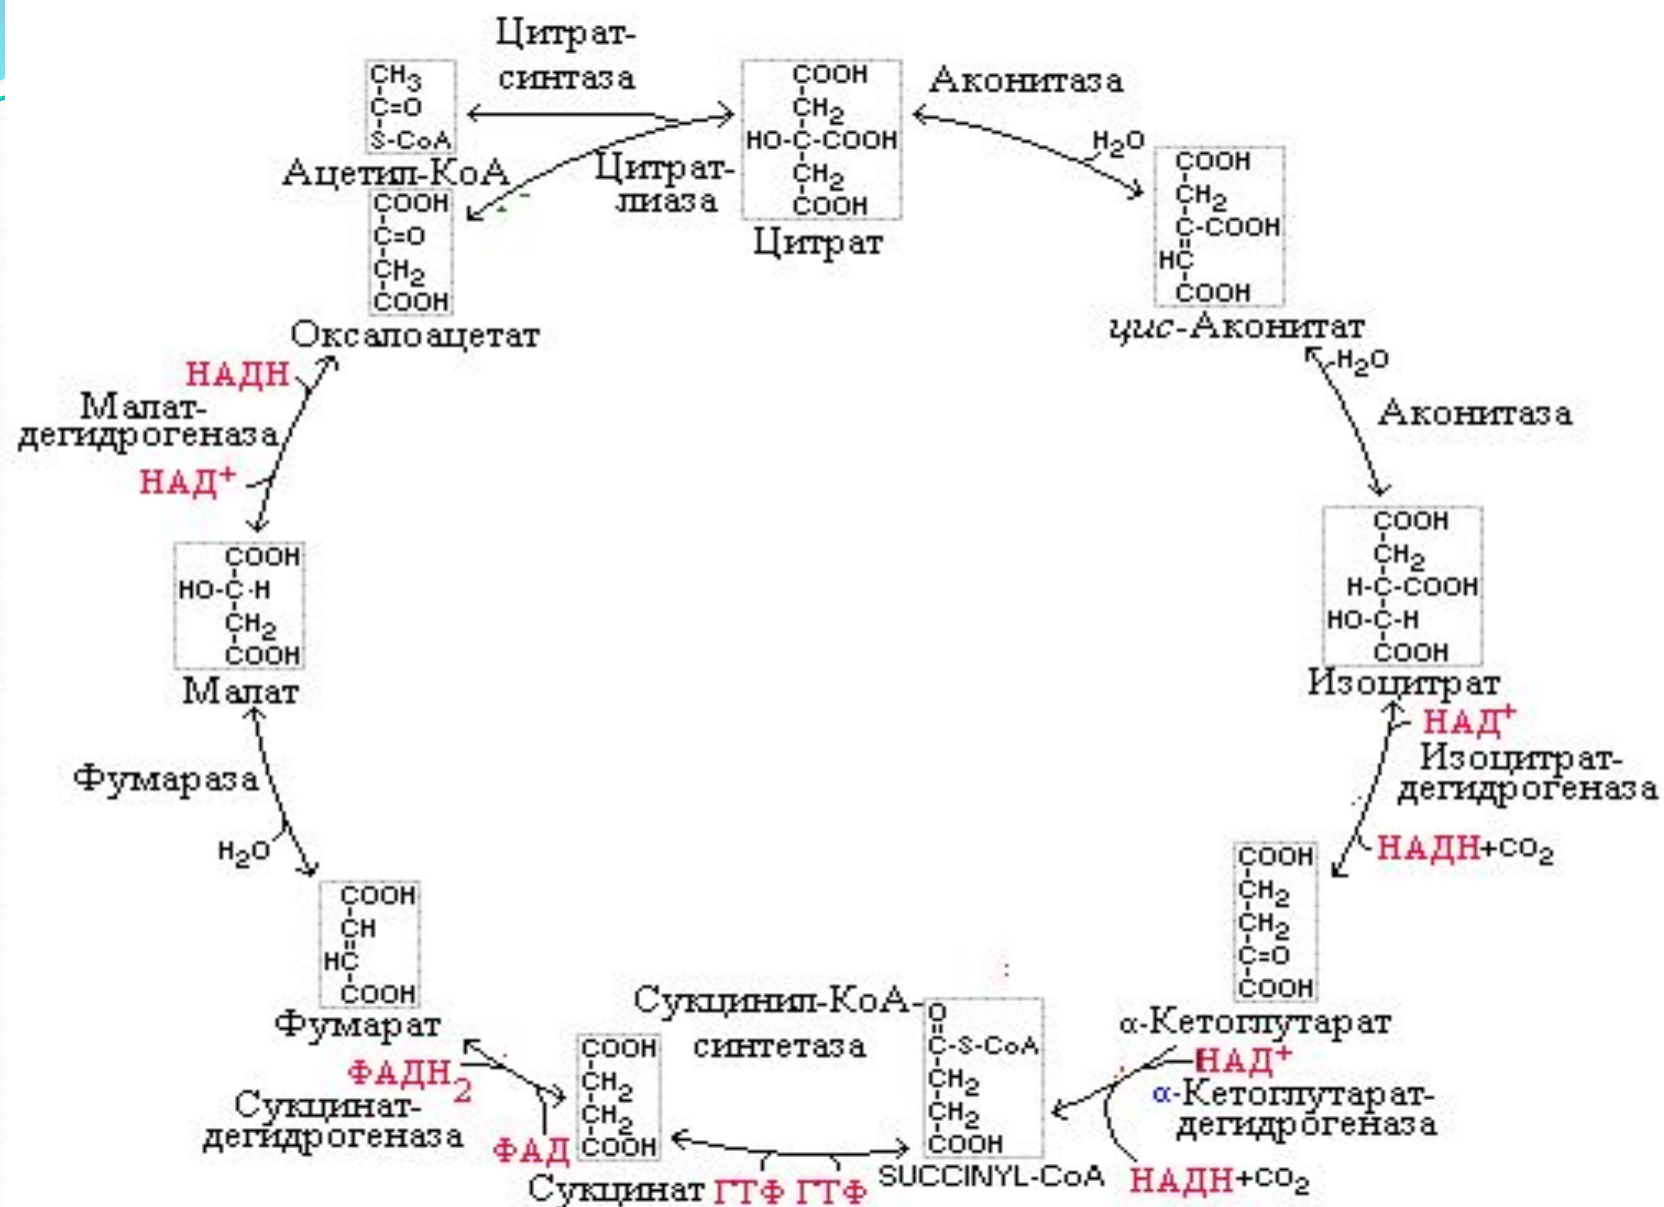 Цитрат-
синтаза
CH3
C=O
S-CoA
Ацетил-КоА
Цитрат-
лиаза
COOH
CH2
HO-C-COOH
CH2
COOH
Цитрат
Аконитаза
H2O
COOH
CH2
C-COOH
HC
COOH
цис-Аконитат
H2O
Аконитаза
COOH
CH2
H-C-COOH
HO-C-H
COOH
Изоцитрат
НАД+
Изоцитрат-
дегидрогеназа
НАДН+CO2
COOH
CH2
CH2
C=O
COOH
α-Кетоглутарат
НАД+
α-Кетоглутарат-
дегидрогеназа
НАДН+CO2
O
C-S-CoA
CH2
CH2
COOH
SUCCINYL-CoA
Сукцинил-КоА-
синтетаза
ГТФ ГТФ
COOH
CH2
CH2
COOH
Сукцинат
ФАД
ФАДН2
Сукцинат-
дегидрогеназа
COOH
CH
HC
COOH
Фумарат
H2O
Фумараза
COOH
HO-C-H
CH2
COOH
Малат
НАД+
Малат-
дегидрогеназа
НАДН
COOH
C=O
CH2
COOH
Оксалоацетат